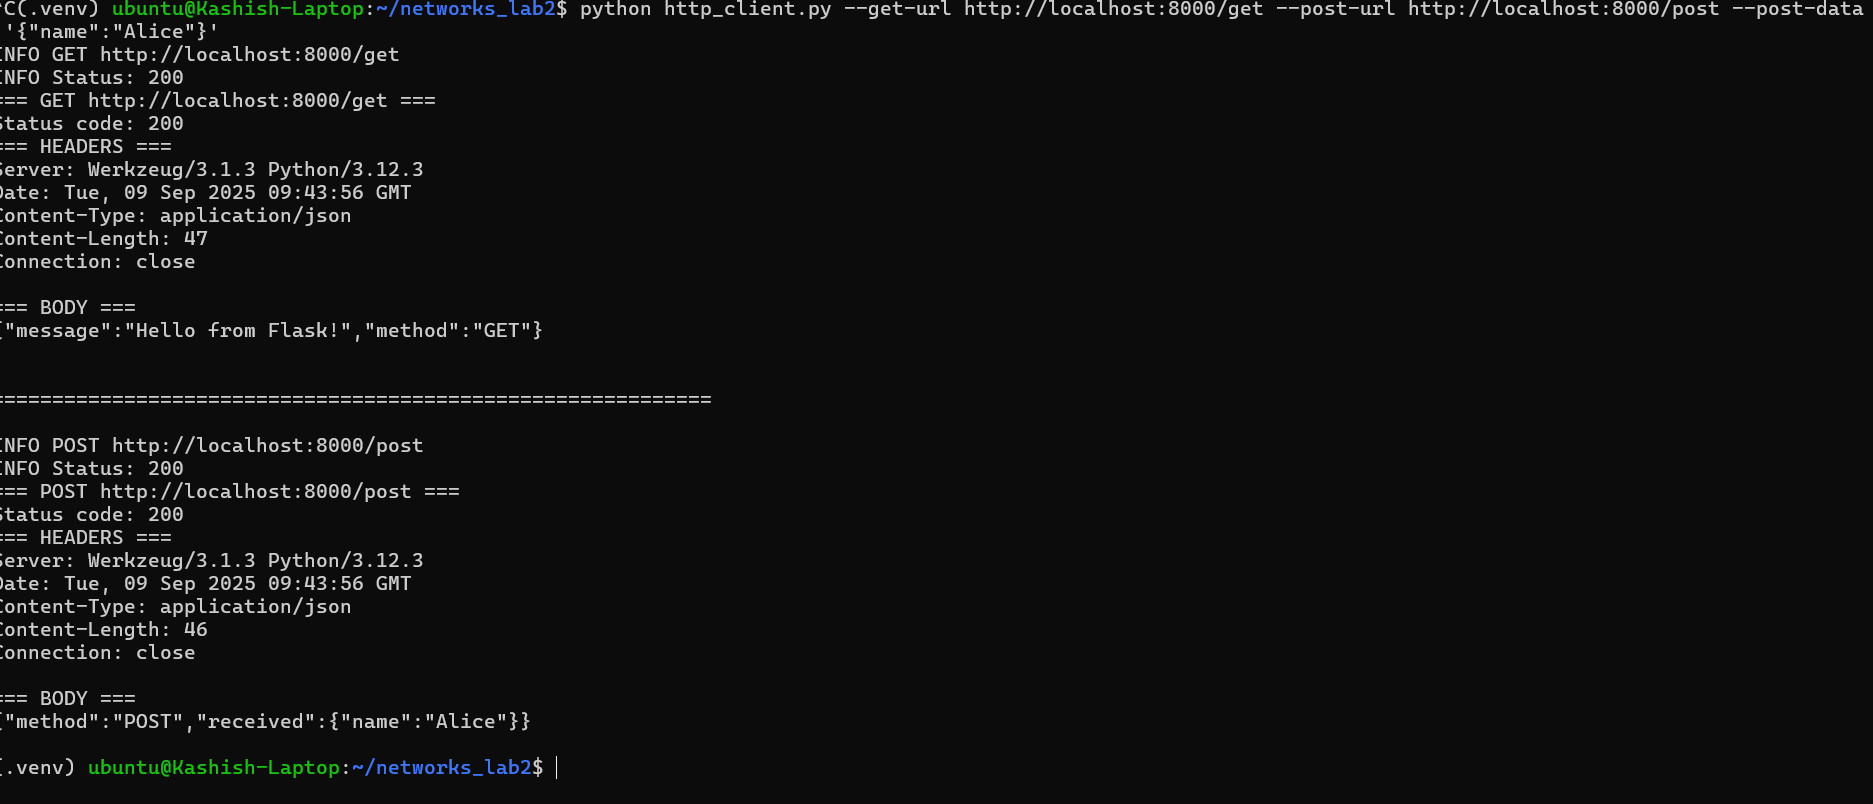 ^C(.venv) ubuntu@Kashish-Laptop:~/networks_lab2$ python http_client.py --get-url http://localhost:8000/get --post-url http://localhost:8000/post --post-data
'{"name":"Alice"}'
INFO GET http://localhost:8000/get
INFO Status: 200
=== GET http://localhost:8000/get ===
Status code: 200
=== HEADERS ===
Server: Werkzeug/3.1.3 Python/3.12.3
Date: Tue, 09 Sep 2025 09:43:56 GMT
Content-Type: application/json
Content-Length: 47
Connection: close
=== BODY ===
{"message":"Hello from Flask!","method":"GET"}
============================================================
INFO POST http://localhost:8000/post
INFO Status: 200
=== POST http://localhost:8000/post ===
Status code: 200
=== HEADERS ===
Server: Werkzeug/3.1.3 Python/3.12.3
Date: Tue, 09 Sep 2025 09:43:56 GMT
Content-Type: application/json
Content-Length: 46
Connection: close
=== BODY ===
{"method":"POST","received":{"name":"Alice"}}
(.venv) ubuntu@Kashish-Laptop:~/networks_lab2$